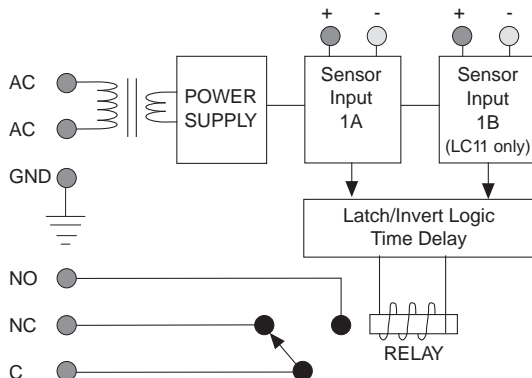 + - + -
AC
AC
GND
POWER
SUPPLY
Sensor
Input
1A
Sensor
Input
1B
(LC11 only)
Latch/Invert Logic
Time Delay
NO
NC
C
RELAY